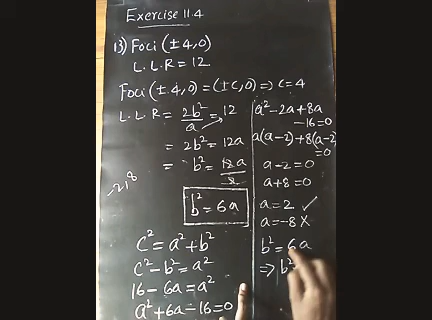 Exercise 11.4
13) Foci (±4,0)
L.L.R = 12
Foci (±4,0) = (±c,0) ⇒ c = 4
L.L.R = 2b²/a = 12
= 2b² = 12a
= b² = 12a/2
b² = 6a
-2,8
c² = a² + b²
c² - b² = a²
16 - 6a = a²
a² + 6a - 16 = 0
a² - 2a + 8a - 16 = 0
a(a-2) + 8(a-2) = 0
a - 2 = 0
a + 8 = 0
a = 2 ✓
a = -8 X
b² = 6a
⇒ b²